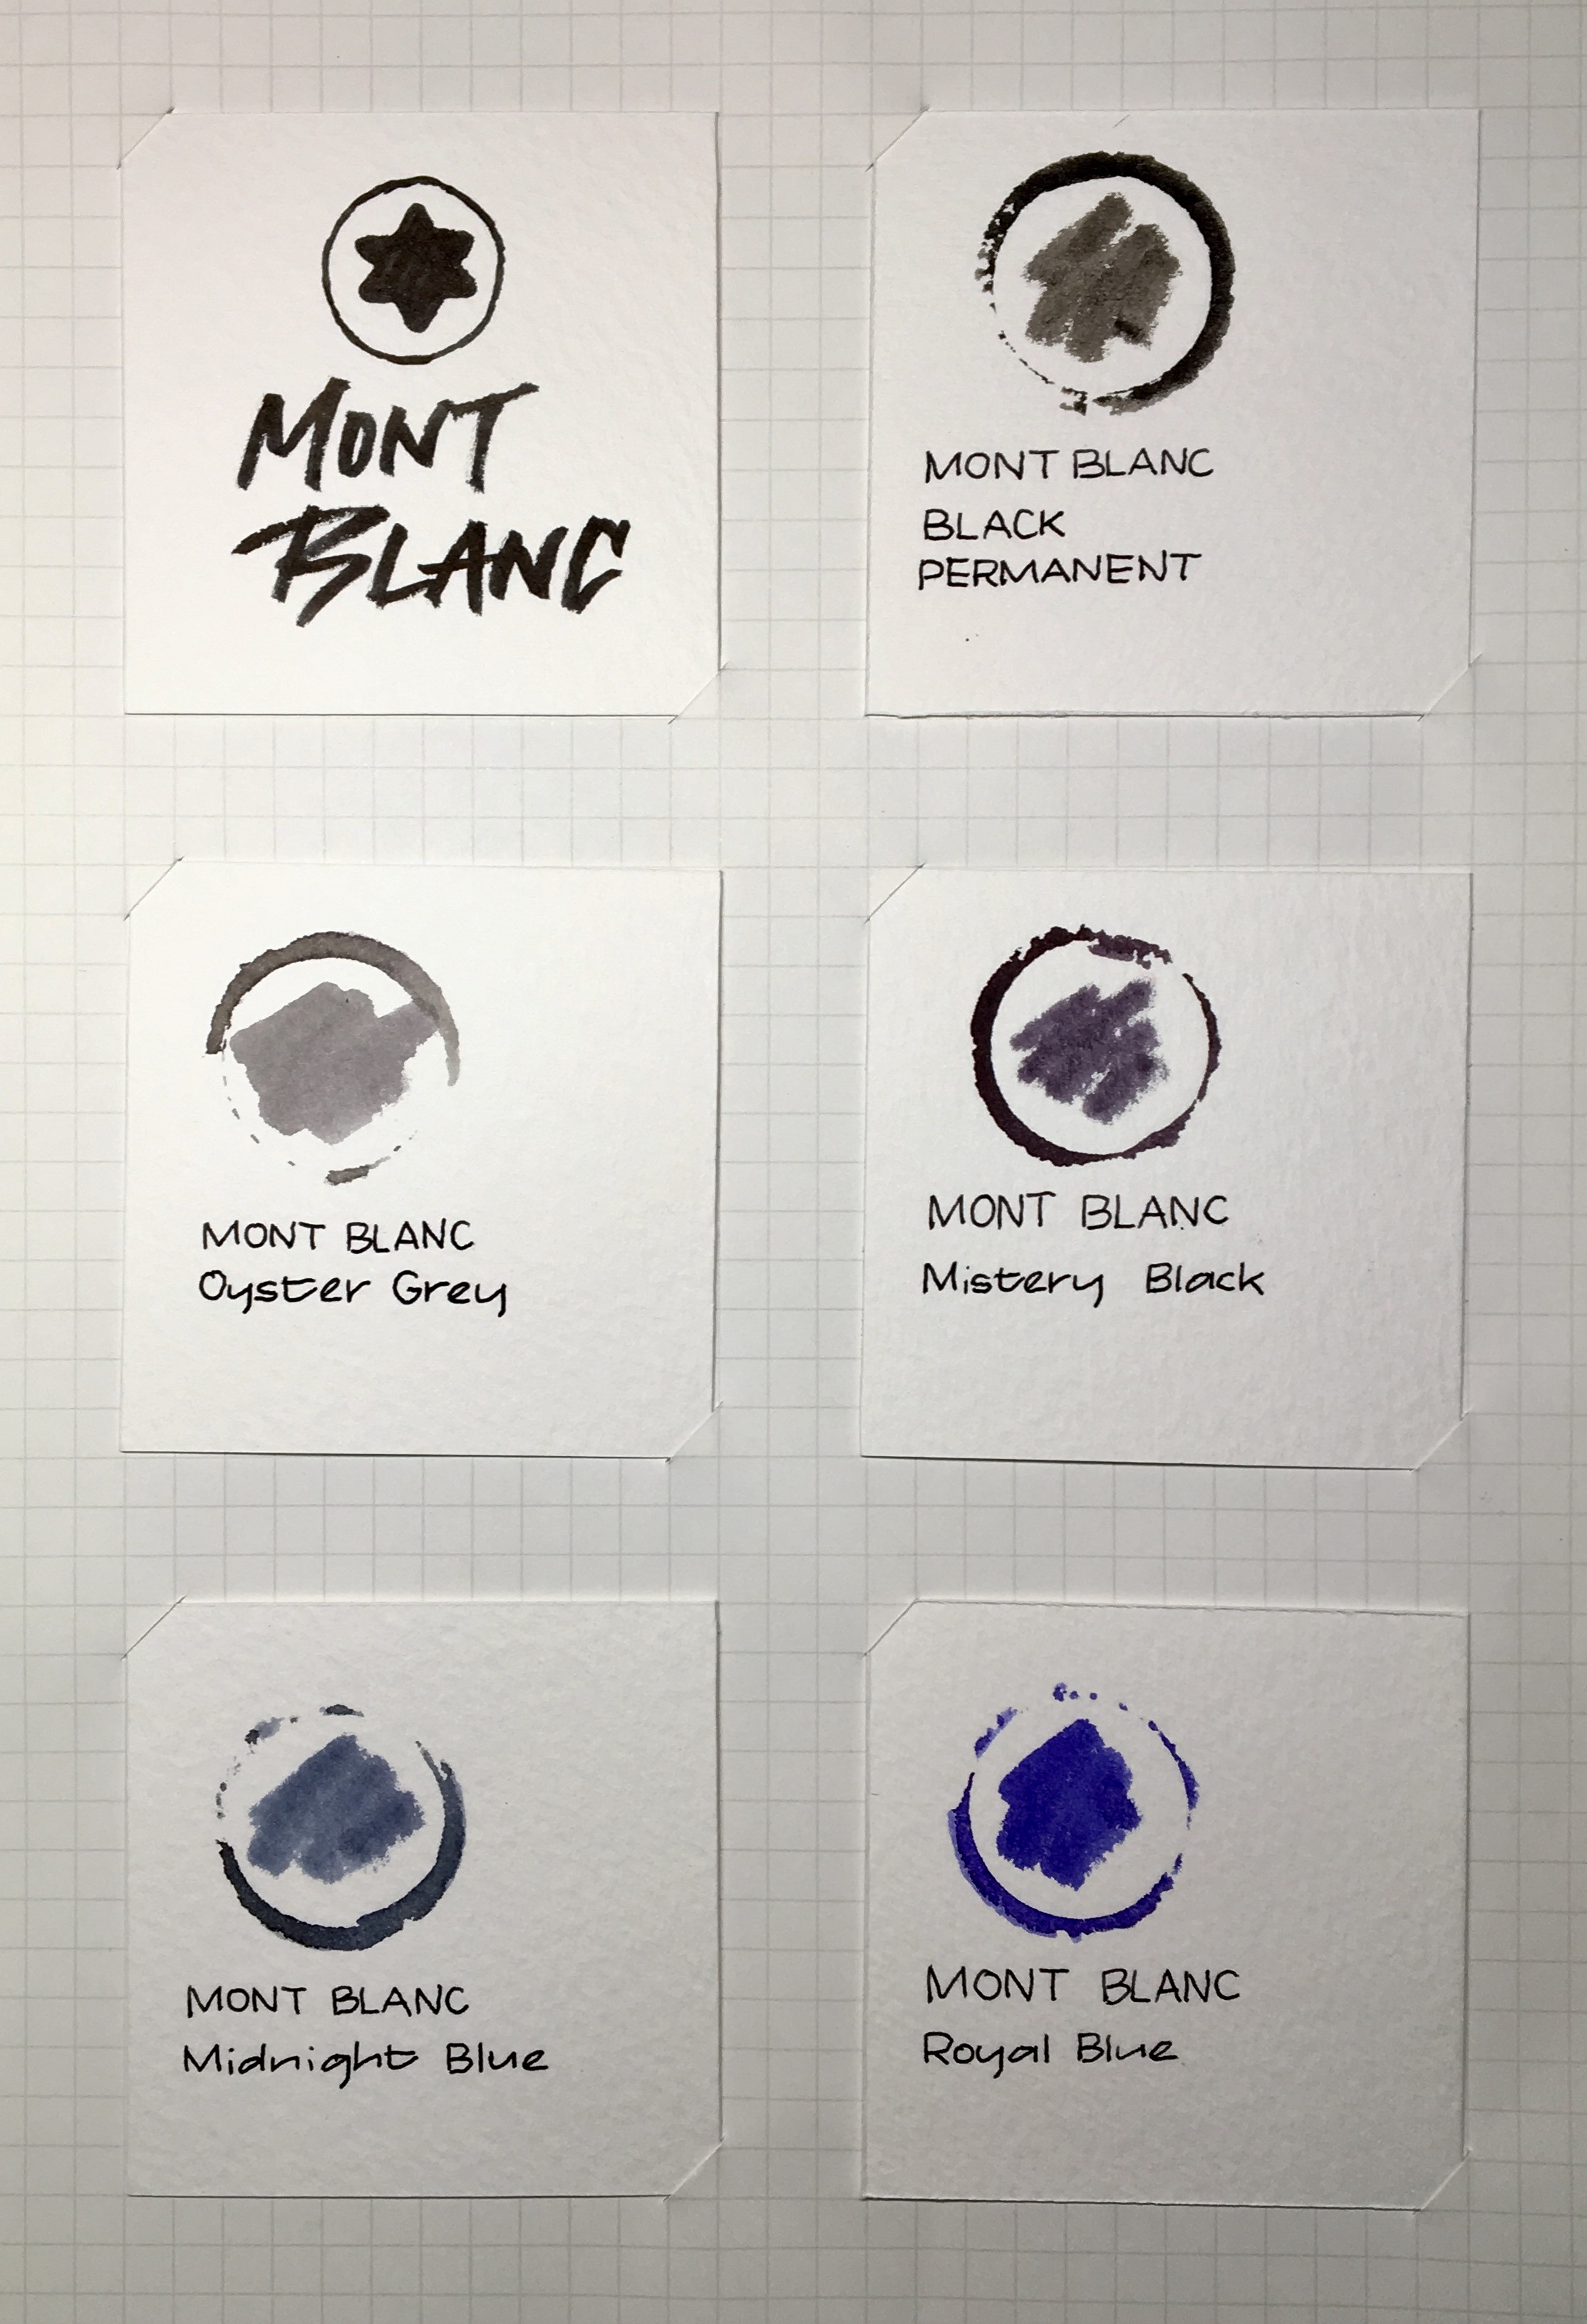 MONT
BLANC
MONT BLANC
BLACK
PERMANENT
MONT BLANC
Oyster Grey
MONT BLANC
Mistery Black
MONT BLANC
Midnight Blue
MONT BLANC
Royal Blue